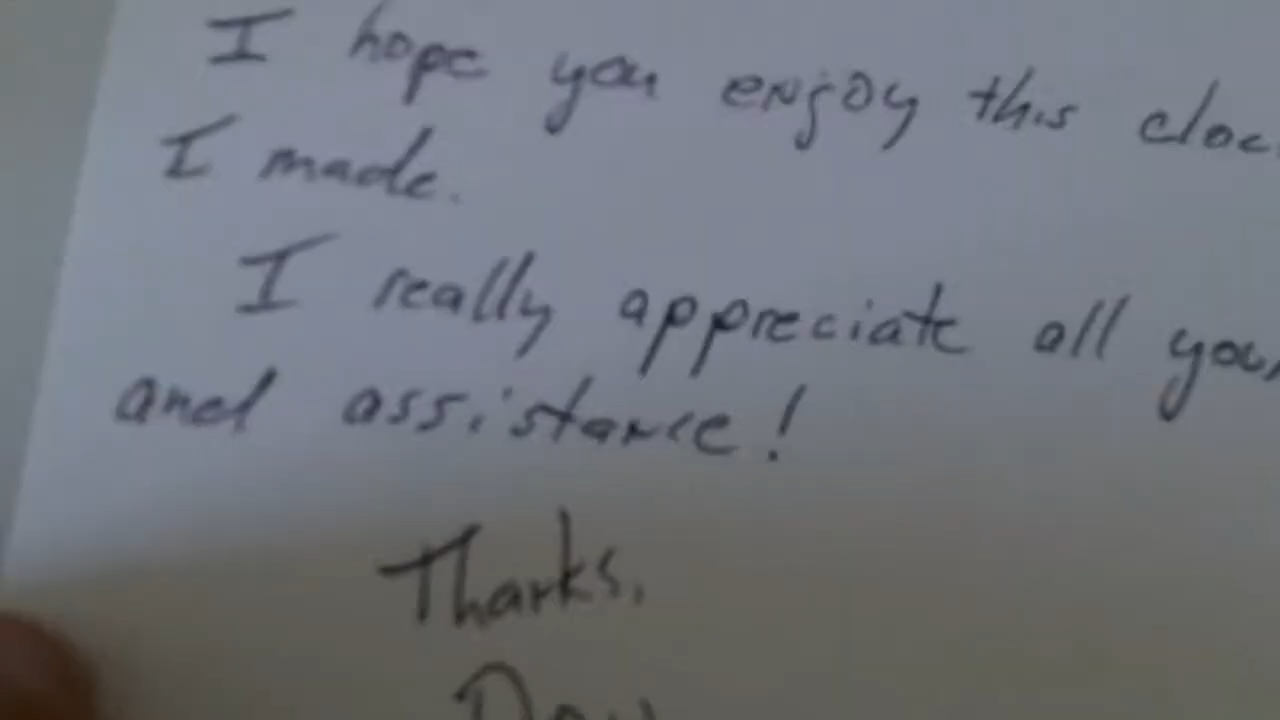 I hope you enjoy this cloc
I made.
I really appreciate all you
and assistance!
Thanks,